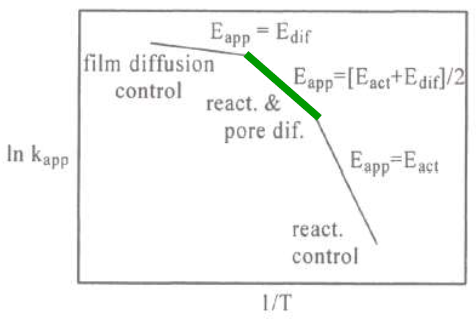 E_app = E_dif
film diffusion
control
E_app=[E_act+E_dif]/2
react. &
pore dif.
ln k_app
E_app=E_act
react.
control
1/T